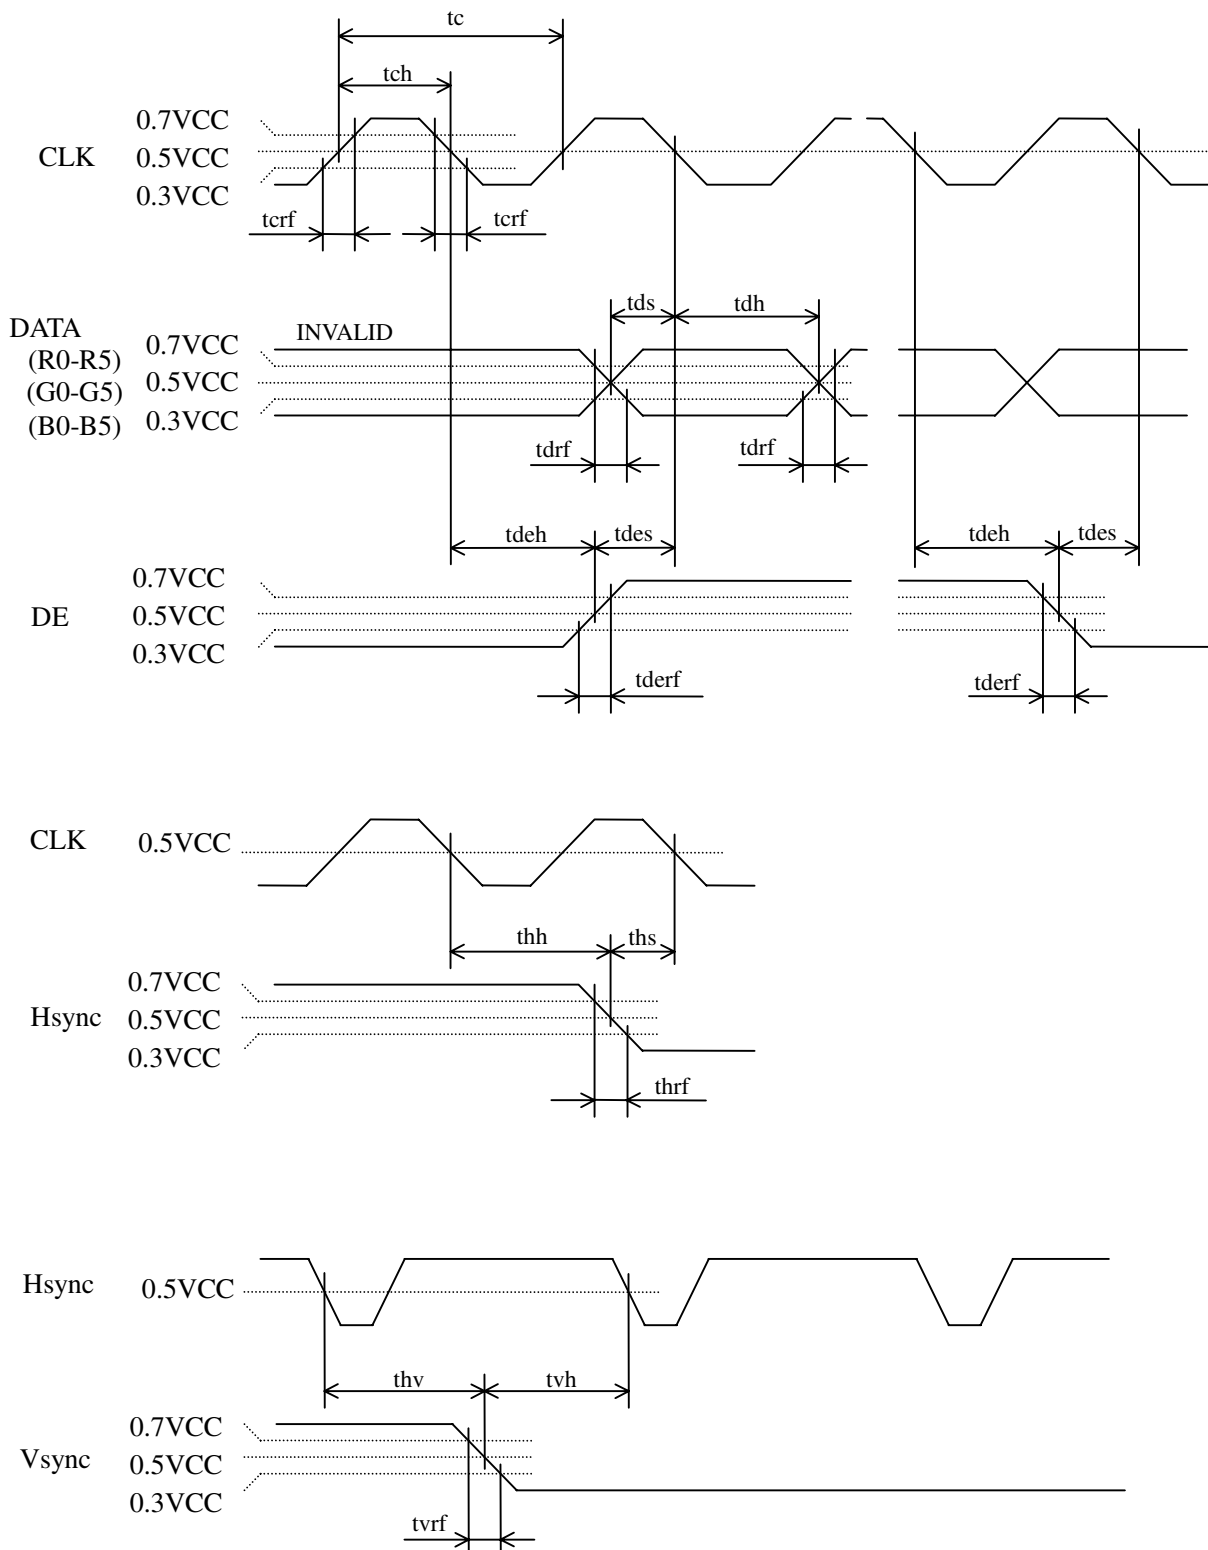 tc
tch
0.7VCC
CLK 0.5VCC
0.3VCC
tcrf tcrf
tds tdh
DATA 0.7VCC INVALID
(R0-R5)
(G0-G5) 0.5VCC
(B0-B5) 0.3VCC
tdrf tdrf
tdeh tdes tdeh tdes
0.7VCC
DE 0.5VCC
0.3VCC
tderf tderf
CLK 0.5VCC
thh ths
0.7VCC
Hsync 0.5VCC
0.3VCC
thrf
Hsync 0.5VCC
thv tvh
0.7VCC
Vsync 0.5VCC
0.3VCC
tvrf